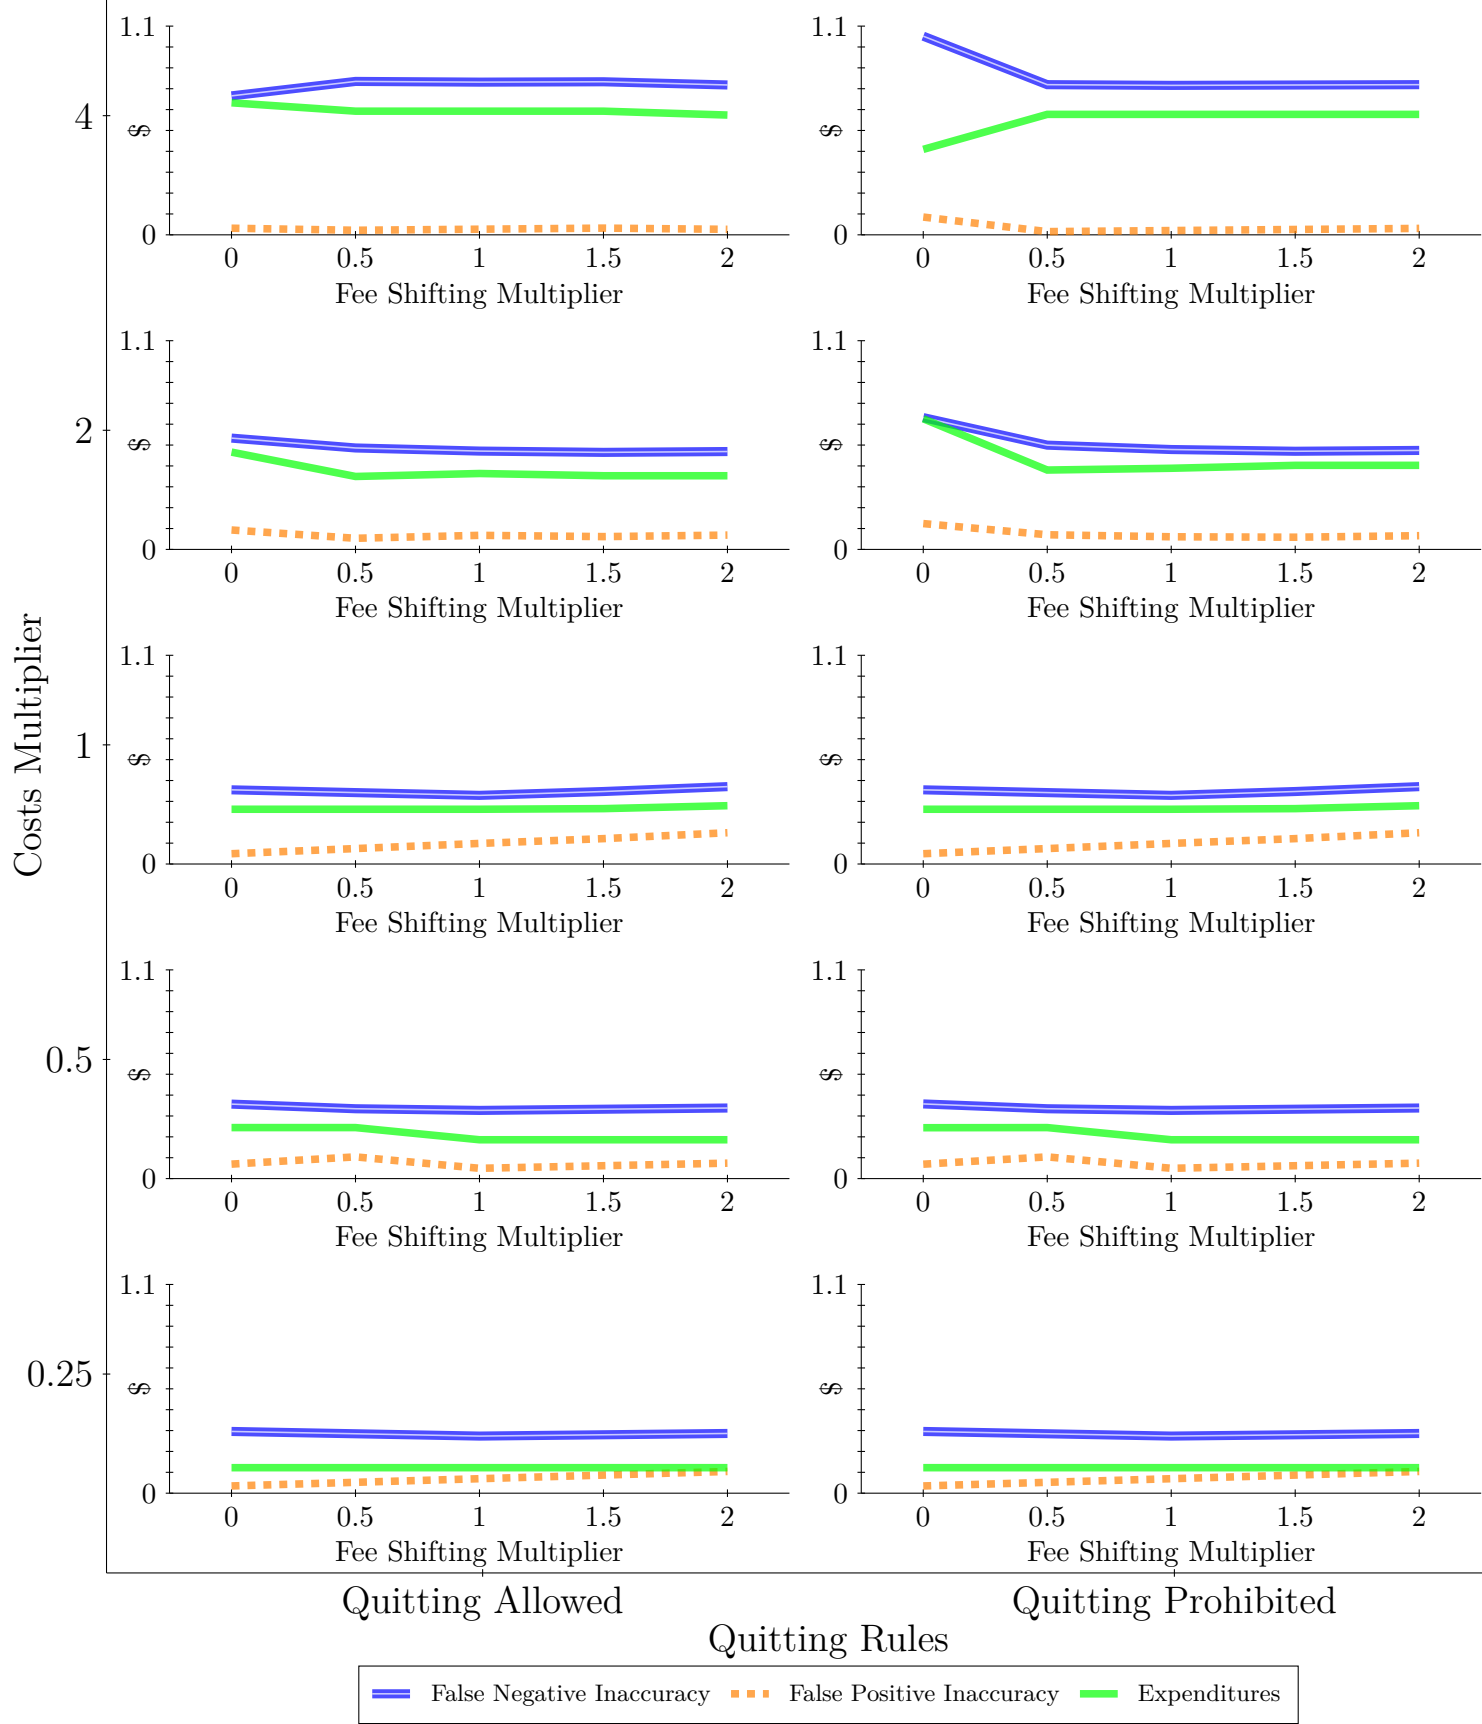 1.1
$
0
0 0.5 1 1.5 2
Fee Shifting Multiplier
1.1
$
0
0 0.5 1 1.5 2
Fee Shifting Multiplier
4
1.1
$
0
0 0.5 1 1.5 2
Fee Shifting Multiplier
1.1
$
0
0 0.5 1 1.5 2
Fee Shifting Multiplier
2
1.1
$
0
0 0.5 1 1.5 2
Fee Shifting Multiplier
1.1
$
0
0 0.5 1 1.5 2
Fee Shifting Multiplier
1
Costs Multiplier
1.1
$
0
0 0.5 1 1.5 2
Fee Shifting Multiplier
1.1
$
0
0 0.5 1 1.5 2
Fee Shifting Multiplier
0.5
1.1
$
0
0 0.5 1 1.5 2
Fee Shifting Multiplier
1.1
$
0
0 0.5 1 1.5 2
Fee Shifting Multiplier
0.25
Quitting Allowed
Quitting Prohibited
Quitting Rules
False Negative Inaccuracy
False Positive Inaccuracy
Expenditures